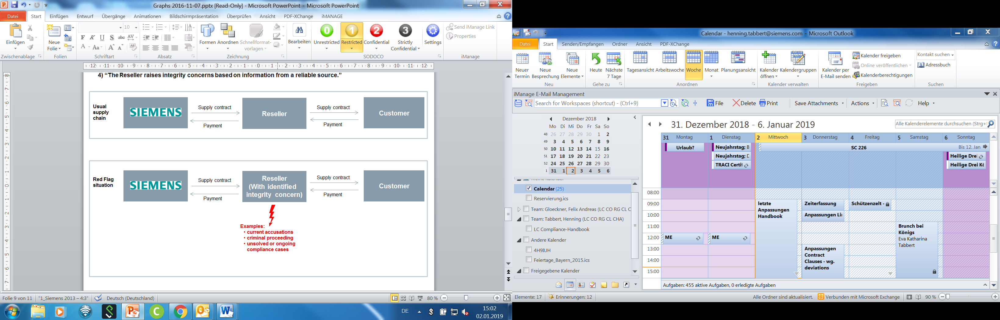 Graphs 2016-11-07.pptx [Read-Only] - Microsoft PowerPoint - Microsoft PowerPoint
Datei Start Einfügen Entwurf Übergänge Animationen Bildschirmpräsentation Überprüfen Ansicht PDF-XChange iMANAGE
Einfügen
Neue Folie
10
F K U S abc AV
A Aa A A
Formen Anordnen Schnellformat-vorlagen
Bearbeiten
0 1 2 3
Unrestricted Restricted Confidential Strictly Confidential Settings
Send iManage Link
Properties
Zwischenablage Folien Schriftart Absatz Zeichnung SODOCO iManage
4) “The Reseller raises integrity concerns based on information from a reliable source.”
Usual supply chain
SIEMENS
Supply contract
Payment
Reseller
Supply contract
Payment
Customer
Red Flag situation
SIEMENS
Supply contract
Payment
Reseller
(With identified
integrity concern)
Supply contract
Payment
Customer
Examples:
• current accusations
• criminal proceeding
• unsolved or ongoing
compliance cases
Folie 9 von 11 "1_Siemens 2013 – 4:3" Deutsch (Deutschland) 80 %
DE 15:02
02.01.2019
Calendar - henning.tabbert@siemens.com - Microsoft Outlook
Datei Start Senden/Empfangen Ordner Ansicht PDF-XChange
Neuer Termin
Neue Besprechung
Neue Elemente
Heute
Nächste 7 Tage
Tagesansicht Arbeitswoche Woche Monat Planungsansicht
Kalender öffnen
Kalendergruppen
Kalender per E-Mail senden
Kalender freigeben
Online veröffentlichen
Kalenderberechtigungen
Kontakt suchen
Adressbuch
Neu Gehe zu Anordnen Kalender verwalten Freigeben Suchen
iManage E-Mail Management
Search for Workspaces (shortcut) - (Ctrl+9) File Delete Print Save Attachments Actions Help
Dezember 2018
Mo Di Mi Do Fr Sa So
48 26 27 28 29 30 1 2
49 3 4 5 6 7 8 9
50 10 11 12 13 14 15 16
51 17 18 19 20 21 22 23
52 24 25 26 27 28 29 30
1 31 1 2 3 4 5 6
Calendar (25)
Reservierung.ics
Team: Gloeckner, Felix Andreas (LC CO RG CL C
Team: Tabbert, Henning (LC CO RG CL CHA)
LC Compliance-Handbook
Andere Kalender
4H9IUH
Feiertage_Bayern_2015.ics
Freigegebene Kalender
31. Dezember 2018 - 6. Januar 2019
Alle Kalenderelemente durchsuchen (Strg+
31 Montag 1 Dienstag 2 Mittwoch 3 Donnerstag 4 Freitag 5 Samstag 6 Sonntag
Urlaub?
Neujahrstag; B
Neujahrstag; D
TRACI Certif
SC 226
Bis 12. Jan
Heilige Drei
Heilige Drei Kö
08:00
09:00
10:00
11:00
12:00
13:00
14:00
15:00
ME
ME
letzte
Anpassungen
Handbook
Zeiterfassung
Anpassungen Lin
Anpassungen
Contract
Clauses - wg.
deviations
Schützenzelt -
Brunch bei
Königs
Eva Katharina
Tabbert
Aufgaben: 455 aktive Aufgaben, 0 erledigte Aufgaben
Elemente: 17 Erinnerungen: 12 Alle Ordner sind aktualisiert. Verbunden mit Microsoft Exchange 90 %